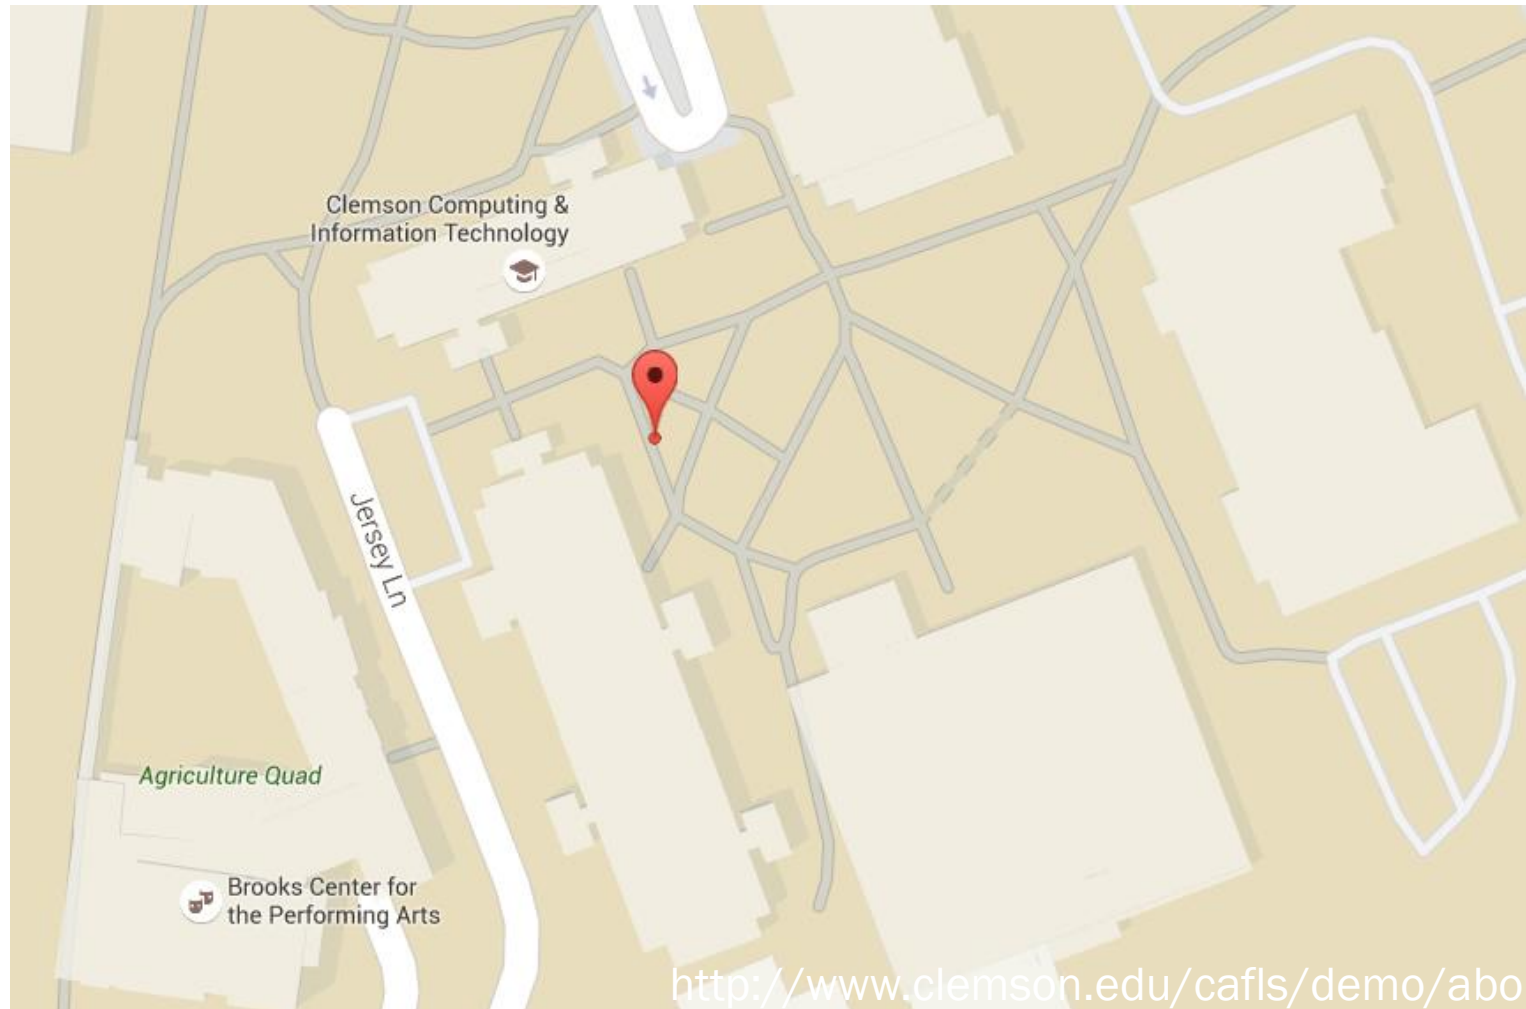 Clemson Computing &
Information Technology
Jersey Ln
Agriculture Quad
Brooks Center for
the Performing Arts
http://www.clemson.edu/cafls/demo/abo